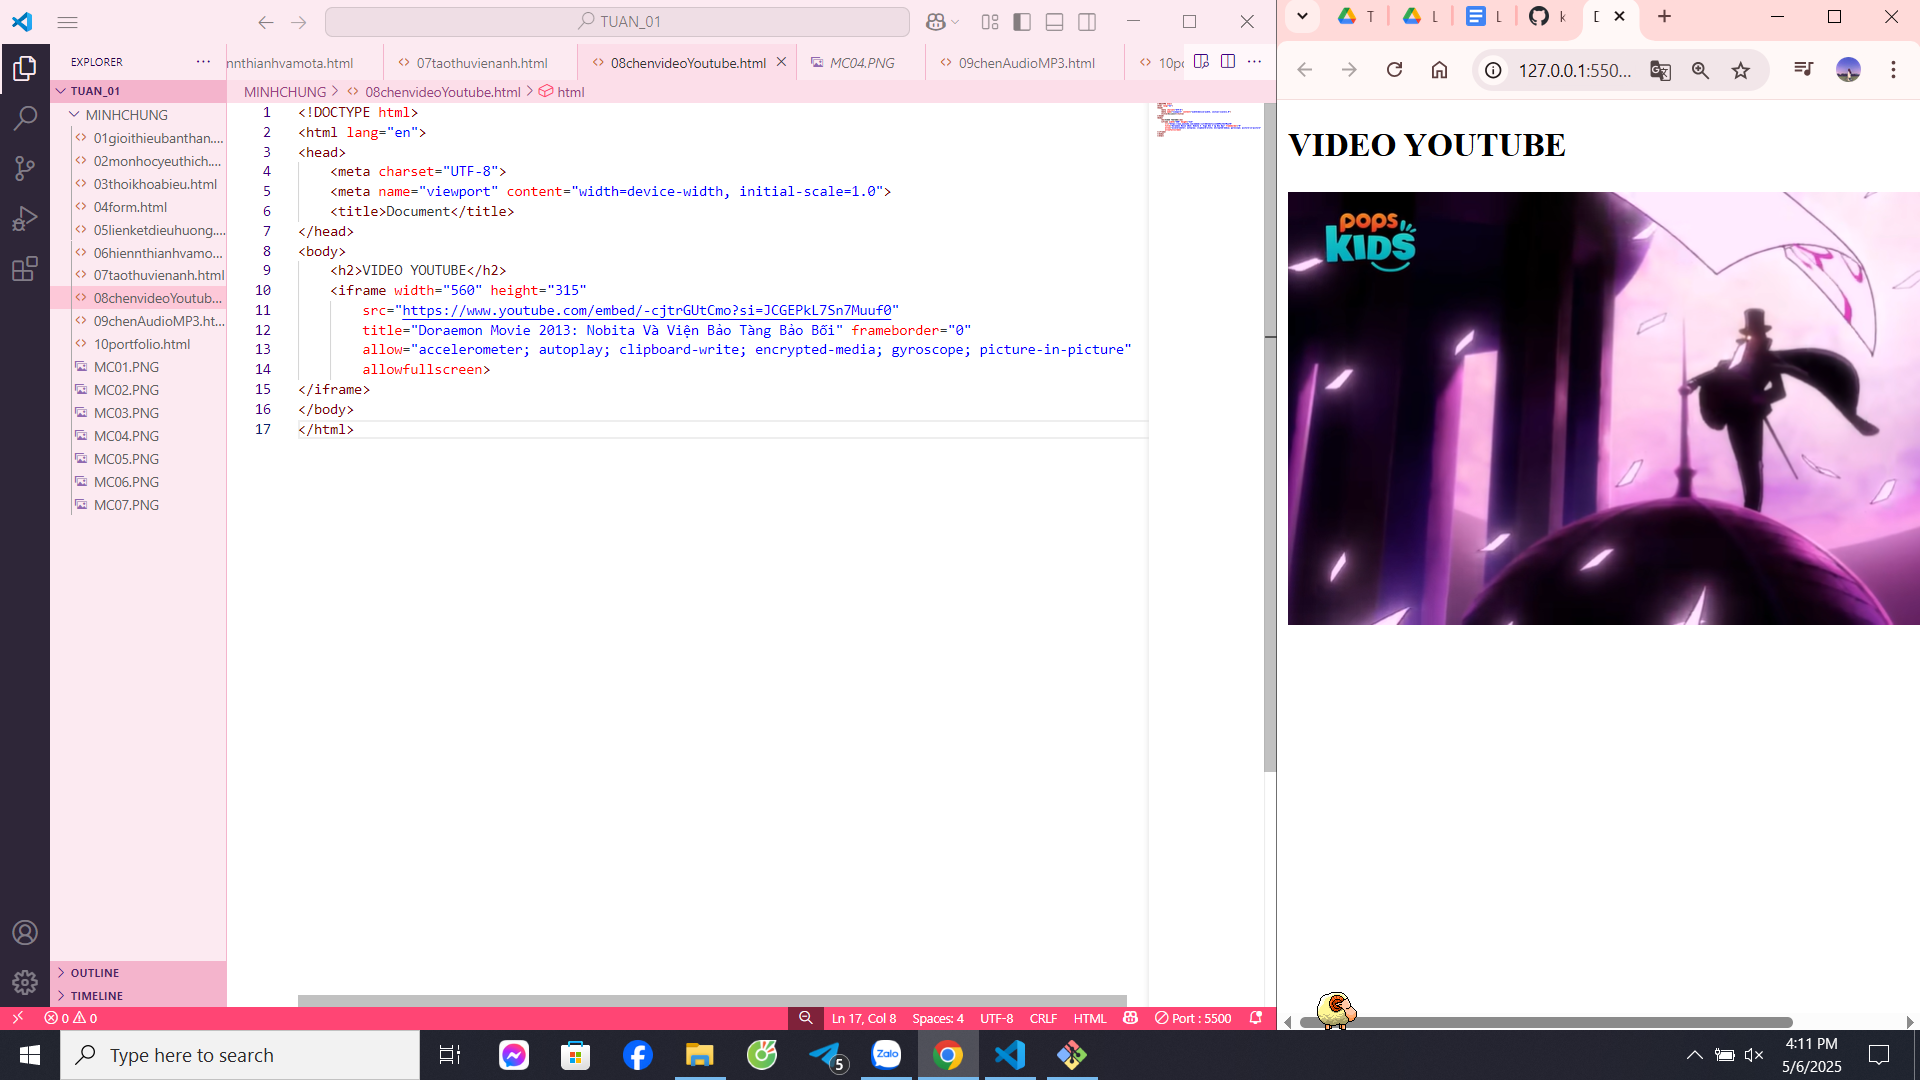 TUAN_01
EXPLORER
TUAN_01
MINHCHUNG
01gioithieubanthan....
02monhocyeuthich....
03thoikhoabieu.html
04form.html
05lienketdieuhuong....
06hiennthianhvamo...
07taothuvienanh.html
08chenvideoYoutub...
09chenAudioMP3.ht...
10portfolio.html
MC01.PNG
MC02.PNG
MC03.PNG
MC04.PNG
MC05.PNG
MC06.PNG
MC07.PNG
OUTLINE
TIMELINE
nnthianhvamota.html
07taothuvienanh.html
08chenvideoYoutube.html
MC04.PNG
09chenAudioMP3.html
10pc
MINHCHUNG > 08chenvideoYoutube.html > html
1 <!DOCTYPE html>
2 <html lang="en">
3 <head>
4 <meta charset="UTF-8">
5 <meta name="viewport" content="width=device-width, initial-scale=1.0">
6 <title>Document</title>
7 </head>
8 <body>
9 <h2>VIDEO YOUTUBE</h2>
10 <iframe width="560" height="315"
11 src="https://www.youtube.com/embed/-cjtrGUtCmo?si=JCGEPkL7Sn7Muuf0"
12 title="Doraemon Movie 2013: Nobita Và Viện Bảo Tàng Bảo Bối" frameborder="0"
13 allow="accelerometer; autoplay; clipboard-write; encrypted-media; gyroscope; picture-in-picture"
14 allowfullscreen>
15 </iframe>
16 </body>
17 </html>
0 0
Ln 17, Col 8 Spaces: 4 UTF-8 CRLF HTML Port : 5500
T L L k D
127.0.0.1:550...
VIDEO YOUTUBE
POPS
KIDS
Type here to search
5
Zalo
4:11 PM
5/6/2025